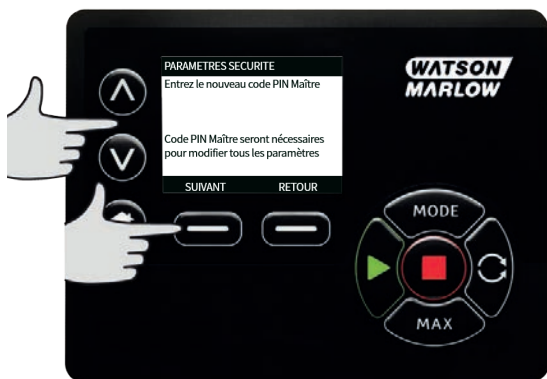 PARAMETRES SECURITE
WATSON
MARLOW
Entrez le nouveau code PIN Maître
Code PIN Maître seront nécessaires
pour modifier tous les paramètres
SUIVANT RETOUR
MODE
MAX